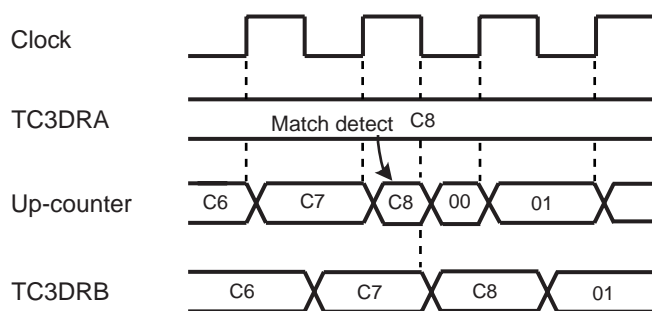 Clock
TC3DRA
C8
Match detect
Up-counter
C6 C7 C8 00 01
TC3DRB
C6 C7 C8 01